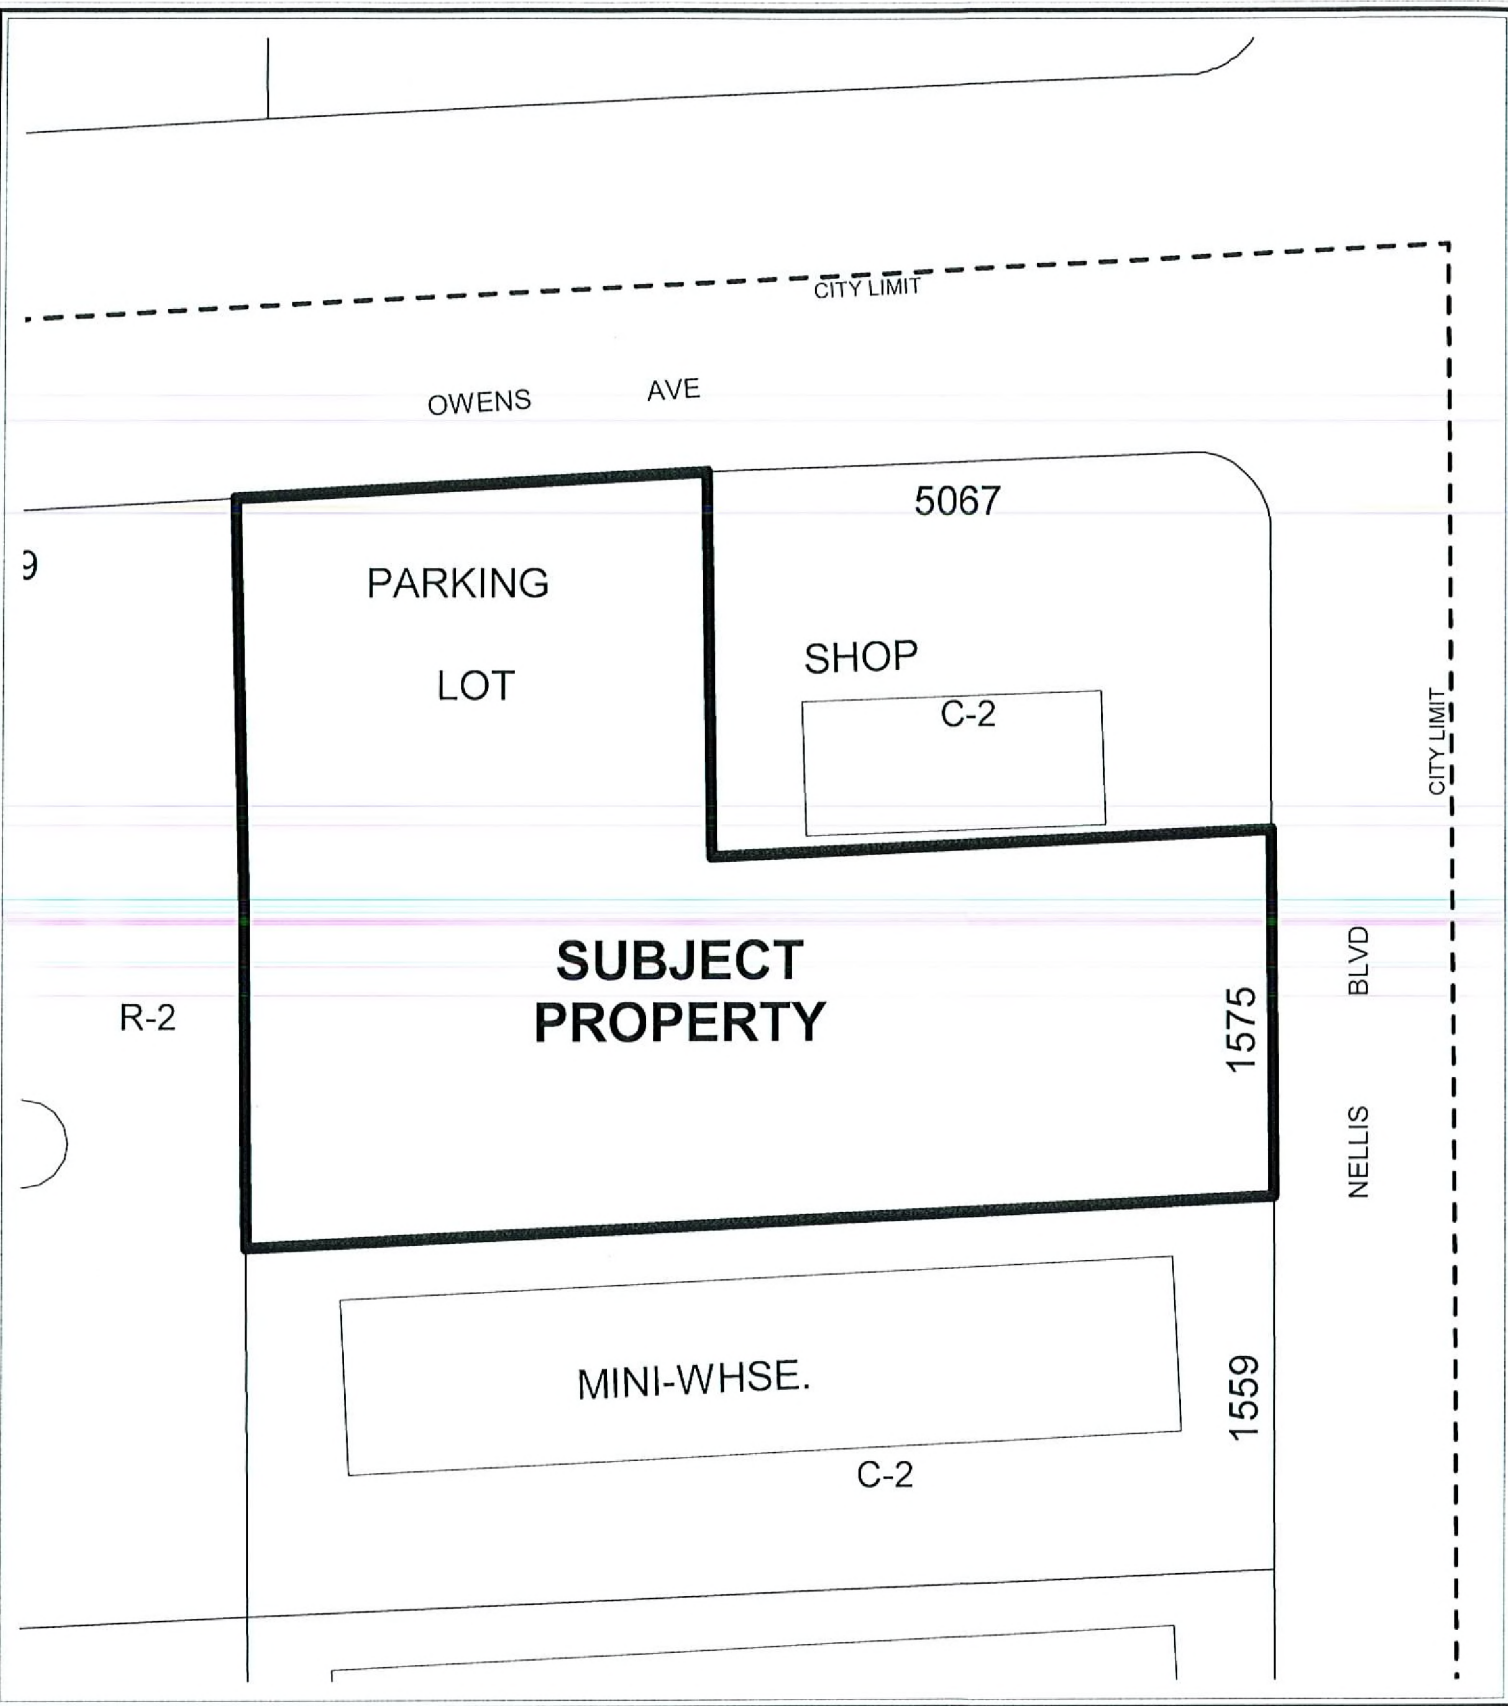 CITY LIMIT
OWENS AVE
5067
9
PARKING
LOT
SHOP
C-2
CITY LIMIT
SUBJECT
PROPERTY
R-2
1575
NELLIS BLVD
MINI-WHSE.
1559
C-2